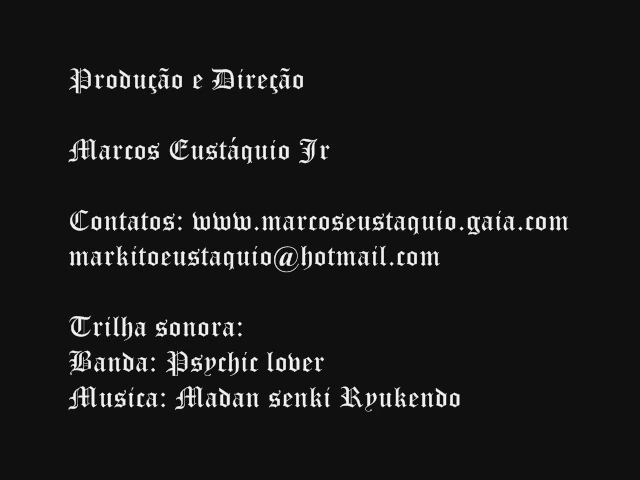 Produção e Direção
Marcos Eustáquio Jr
Contatos: www.marcoseustaquio.gaia.com
markitoeustaquio@hotmail.com
Trilha sonora:
Banda: Psychic lover
Musica: Madan senki Ryukendo